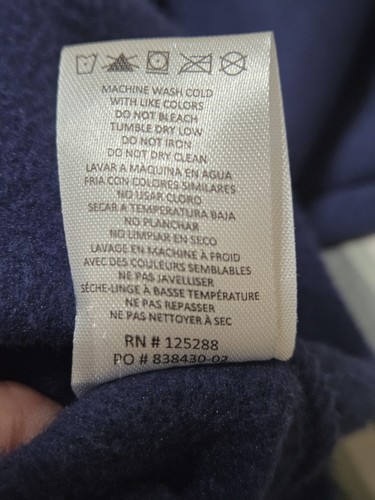 MACHINE WASH COLD
WITH LIKE COLORS
DO NOT BLEACH
TUMBLE DRY LOW
DO NOT IRON
DO NOT DRY CLEAN
LAVAR A MAQUINA EN AGUA
FRIA CON COLORES SIMILARES
NO USAR CLORO
SECAR A TEMPERATURA BAJA
NO PLANCHAR
NO LIMPIAR EN SECO
LAVAGE EN MACHINE À FROID
AVEC DES COULEURS SEMBLABLES
NE PAS JAVELLISER
SÉCHE-LINGE À BASSE TEMPÉRATURE
NE PAS REPASSER
NE PAS NETTOYER À SEC
RN # 125288
PO # 838430-02